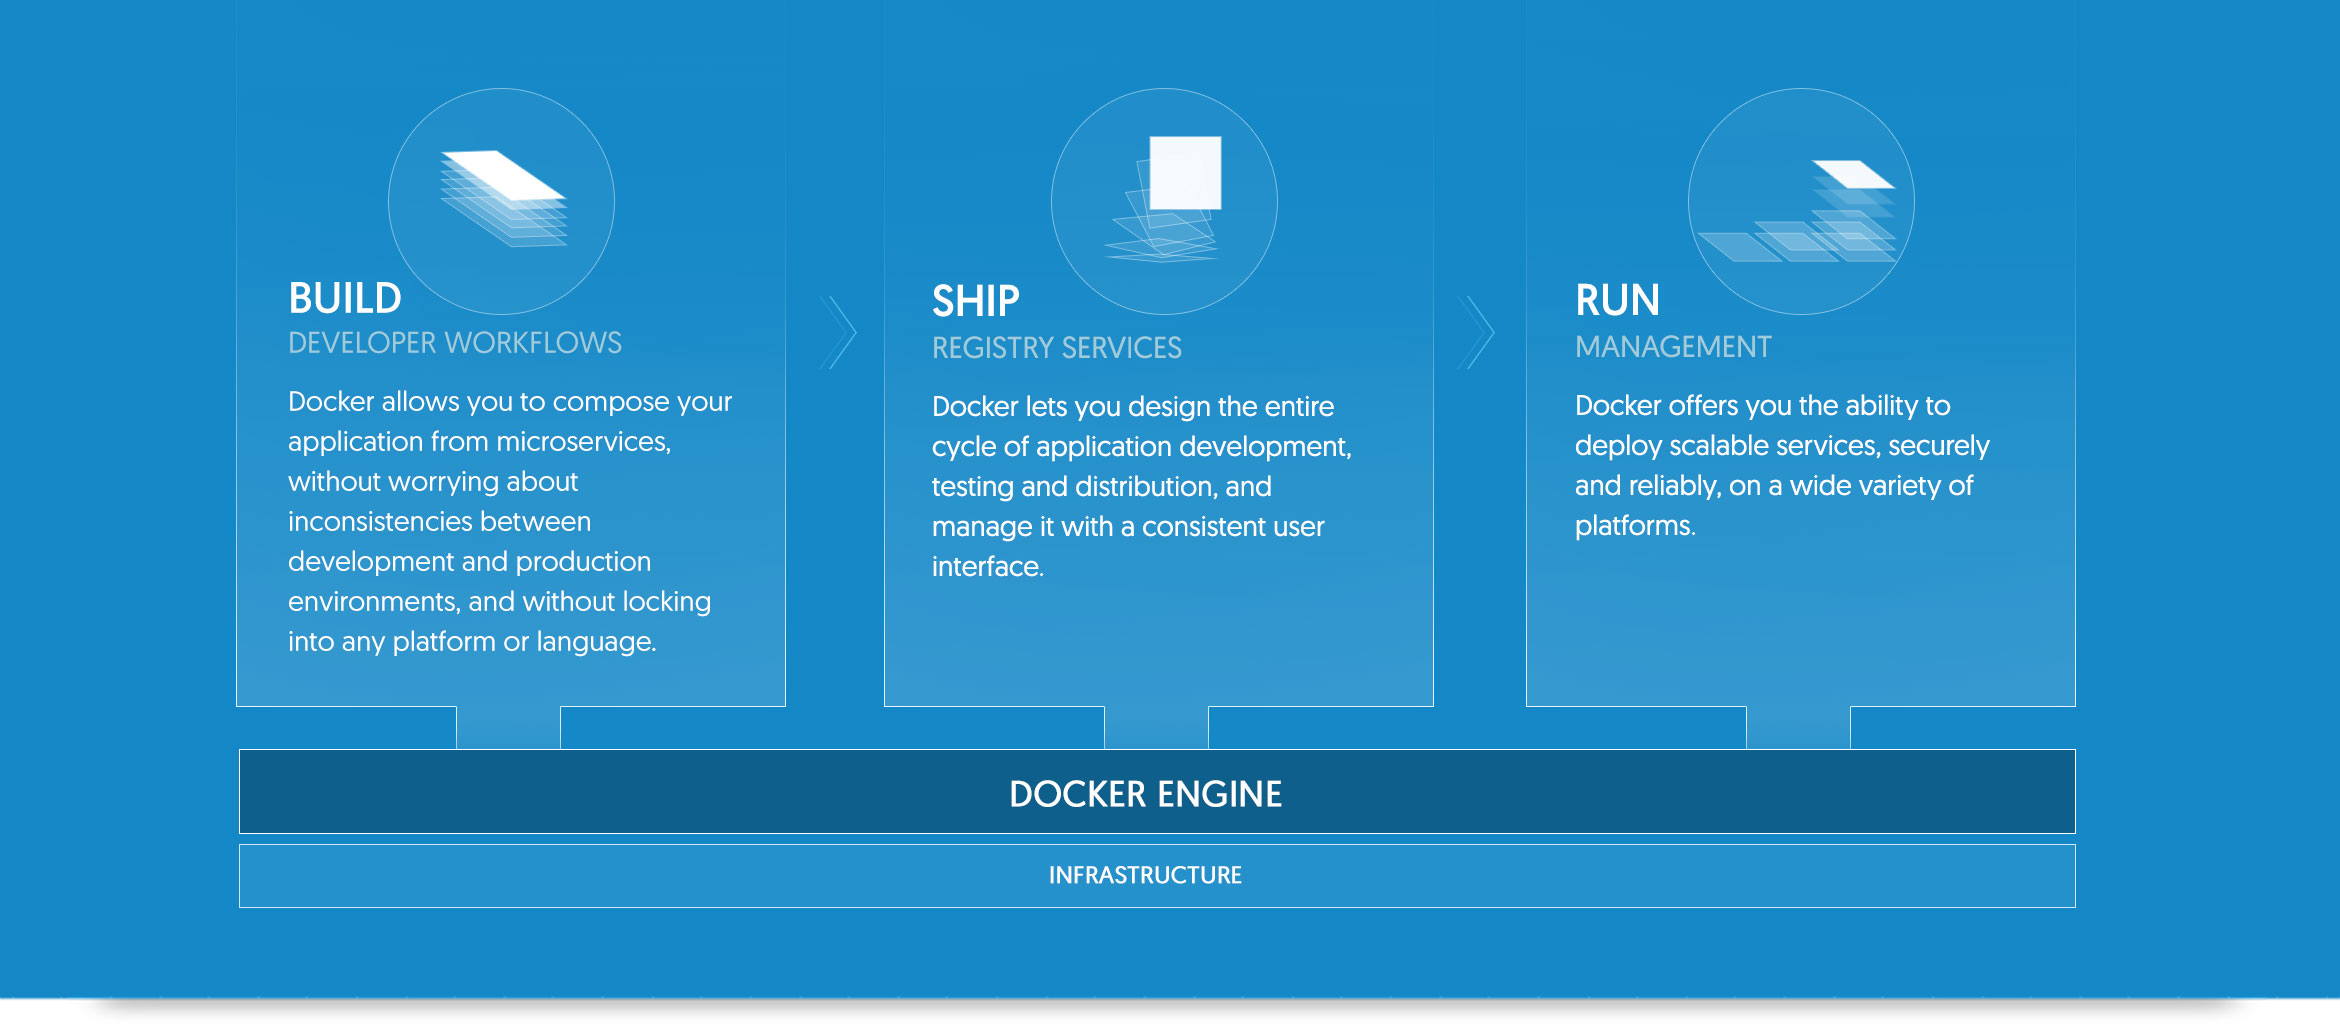 BUILD
DEVELOPER WORKFLOWS
Docker allows you to compose your
application from microservices,
without worrying about
inconsistencies between
development and production
environments, and without locking
into any platform or language.
SHIP
REGISTRY SERVICES
Docker lets you design the entire
cycle of application development,
testing and distribution, and
manage it with a consistent user
interface.
RUN
MANAGEMENT
Docker offers you the ability to
deploy scalable services, securely
and reliably, on a wide variety of
platforms.
DOCKER ENGINE
INFRASTRUCTURE